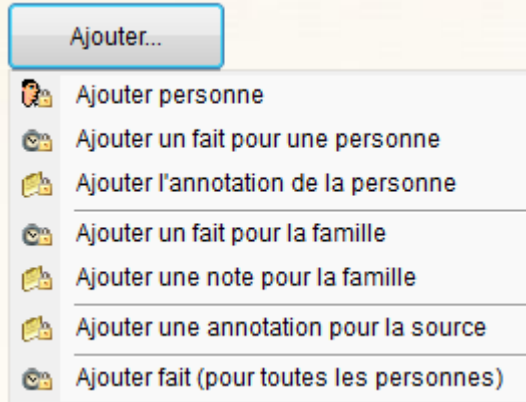 Ajouter...
Ajouter personne
Ajouter un fait pour une personne
Ajouter l'annotation de la personne
Ajouter un fait pour la famille
Ajouter une note pour la famille
Ajouter une annotation pour la source
Ajouter fait (pour toutes les personnes)